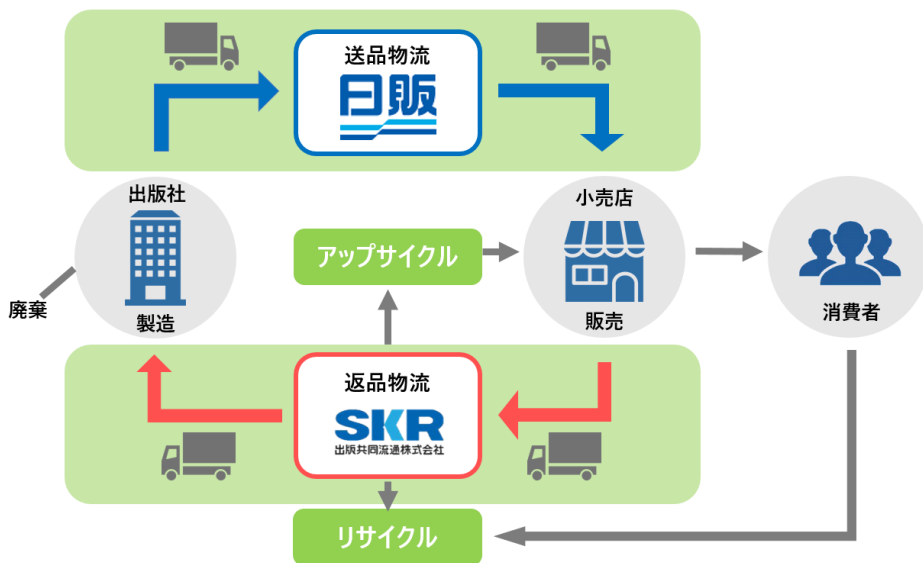 送品物流
日販
出版社
製造
廃棄
アップサイクル
小売店
販売
消費者
返品物流
SKR
出版共同流通株式会社
リサイクル